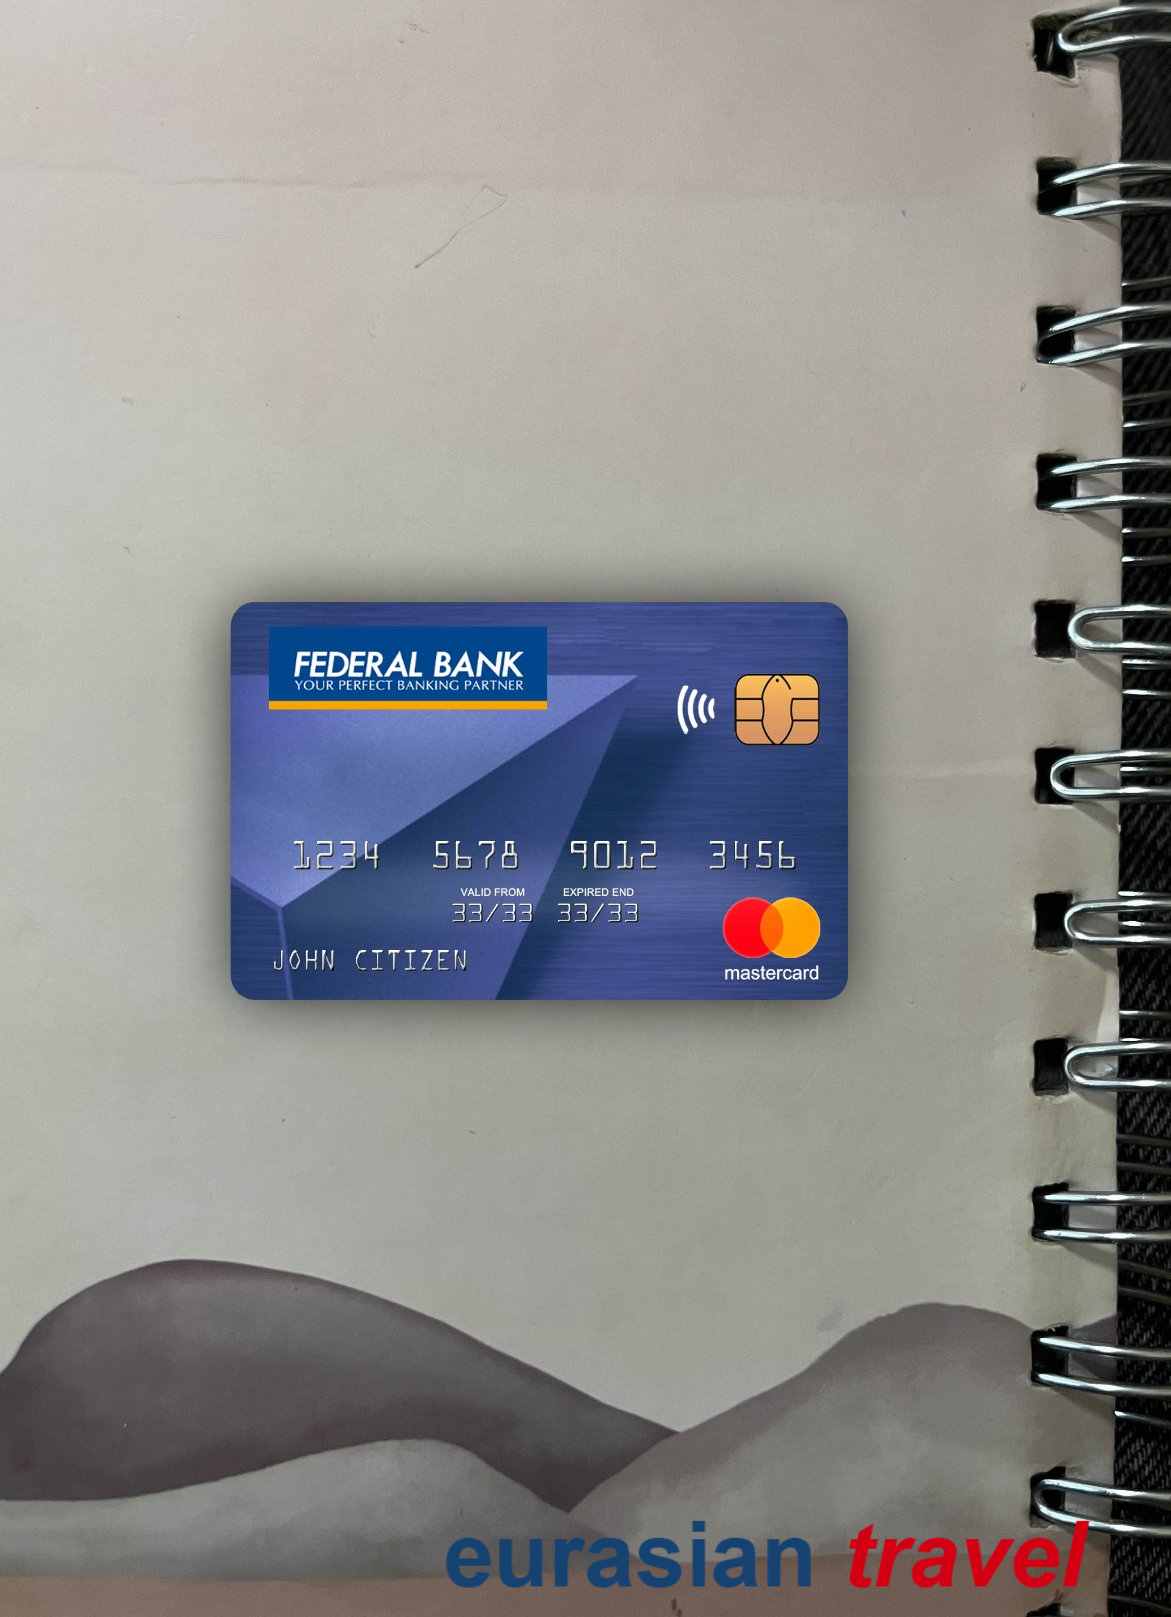 FEDERAL BANK
YOUR PERFECT BANKING PARTNER
1234 5678 9012 3456
VALID FROM EXPIRED END
33/33 33/33
JOHN CITIZEN
mastercard
eurasian travel